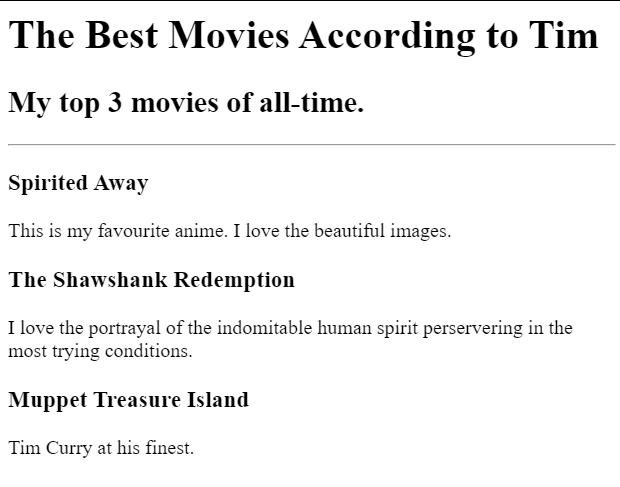 The Best Movies According to Tim
My top 3 movies of all-time.
Spirited Away
This is my favourite anime. I love the beautiful images.
The Shawshank Redemption
I love the portrayal of the indomitable human spirit perservering in the
most trying conditions.
Muppet Treasure Island
Tim Curry at his finest.